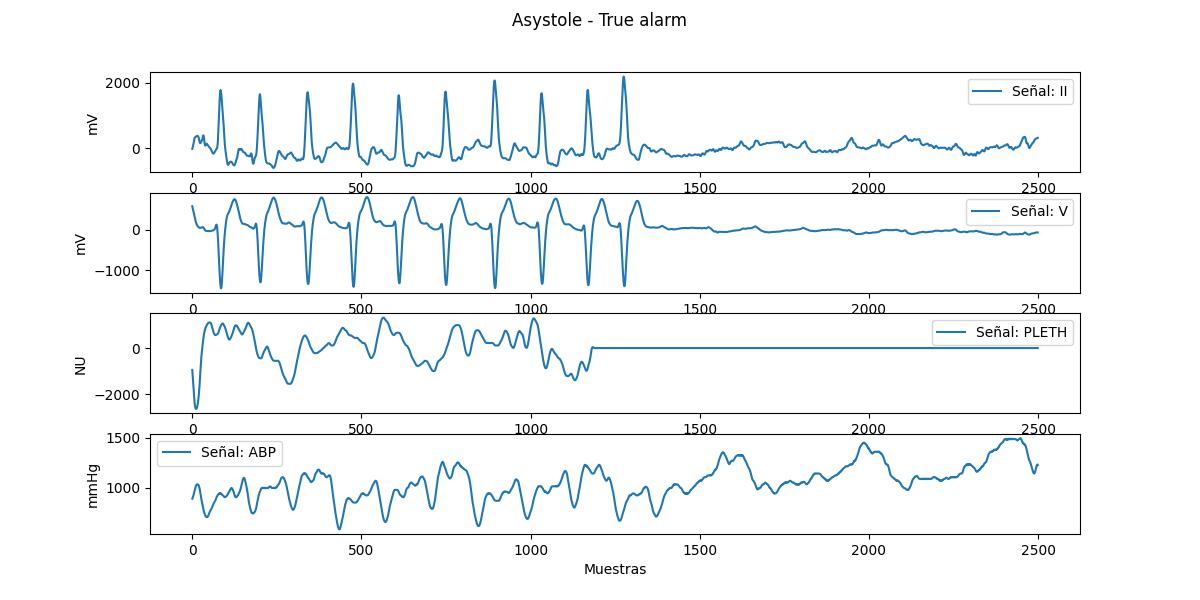 Asystole - True alarm
2000
0
mV
Señal: II
0 500 1000 1500 2000 2500
0
−1000
mV
Señal: V
0 500 1000 1500 2000 2500
0
−2000
NU
Señal: PLETH
0 500 1000 1500 2000 2500
1500
1000
mmHg
Señal: ABP
0 500 1000 1500 2000 2500
Muestras